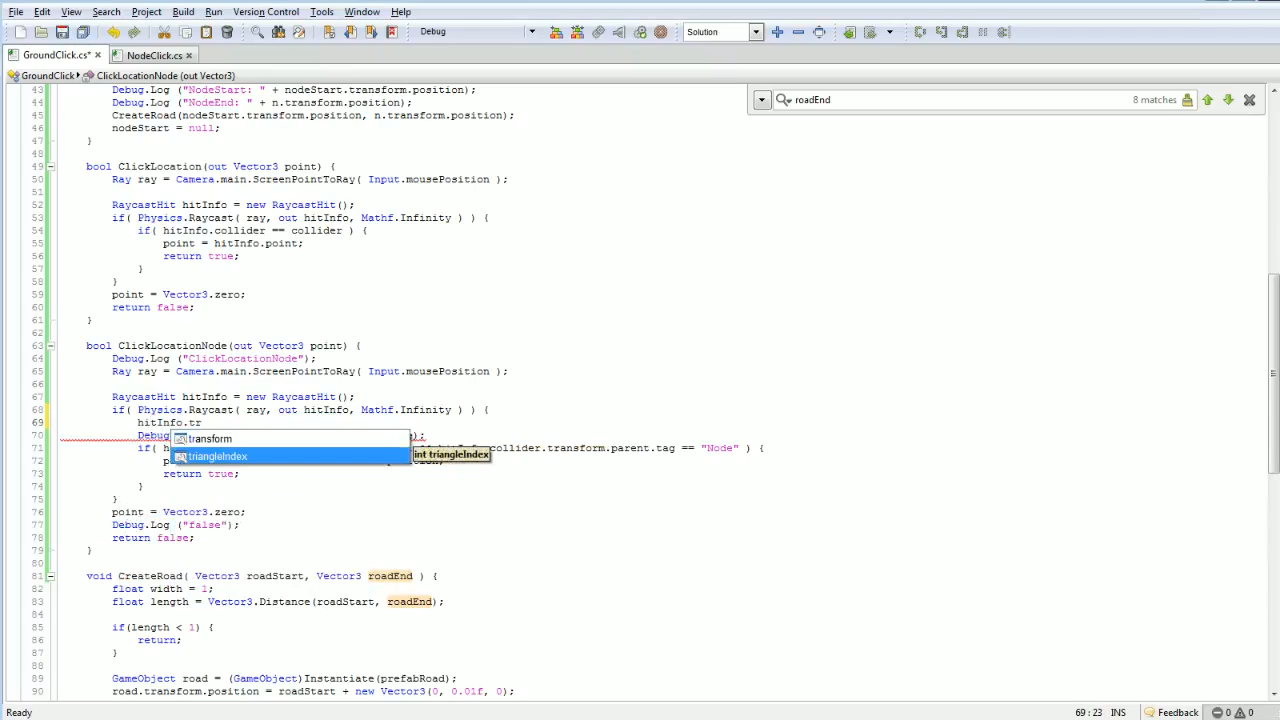 File Edit View Search Project Build Run Version Control Tools Window Help
Debug Solution
GroundClick.cs* × NodeClick.cs ×
GroundClick ▸ ClickLocationNode (out Vector3)
roadEnd 8 matches
43 Debug.Log ("NodeStart: " + nodeStart.transform.position);
44 Debug.Log ("NodeEnd: " + n.transform.position);
45 CreateRoad(nodeStart.transform.position, n.transform.position);
46 nodeStart = null;
47 }
48
49 bool ClickLocation(out Vector3 point) {
50 Ray ray = Camera.main.ScreenPointToRay( Input.mousePosition );
51
52 RaycastHit hitInfo = new RaycastHit();
53 if( Physics.Raycast( ray, out hitInfo, Mathf.Infinity ) ) {
54 if( hitInfo.collider == collider ) {
55 point = hitInfo.point;
56 return true;
57 }
58 }
59 point = Vector3.zero;
60 return false;
61 }
62
63 bool ClickLocationNode(out Vector3 point) {
64 Debug.Log ("ClickLocationNode");
65 Ray ray = Camera.main.ScreenPointToRay( Input.mousePosition );
66
67 RaycastHit hitInfo = new RaycastHit();
68 if( Physics.Raycast( ray, out hitInfo, Mathf.Infinity ) ) {
69 hitInfo.tr
70 Debug );
transform
71 if( h collider.transform.parent.tag == "Node" ) {
triangleIndex int triangleIndex
72 p
73 return true;
74 }
75 }
76 point = Vector3.zero;
77 Debug.Log ("false");
78 return false;
79 }
80
81 void CreateRoad( Vector3 roadStart, Vector3 roadEnd ) {
82 float width = 1;
83 float length = Vector3.Distance(roadStart, roadEnd);
84
85 if(length < 1) {
86 return;
87 }
88
89 GameObject road = (GameObject)Instantiate(prefabRoad);
90 road.transform.position = roadStart + new Vector3(0, 0.01f, 0);
Ready 69 : 23 INS Feedback 0 0